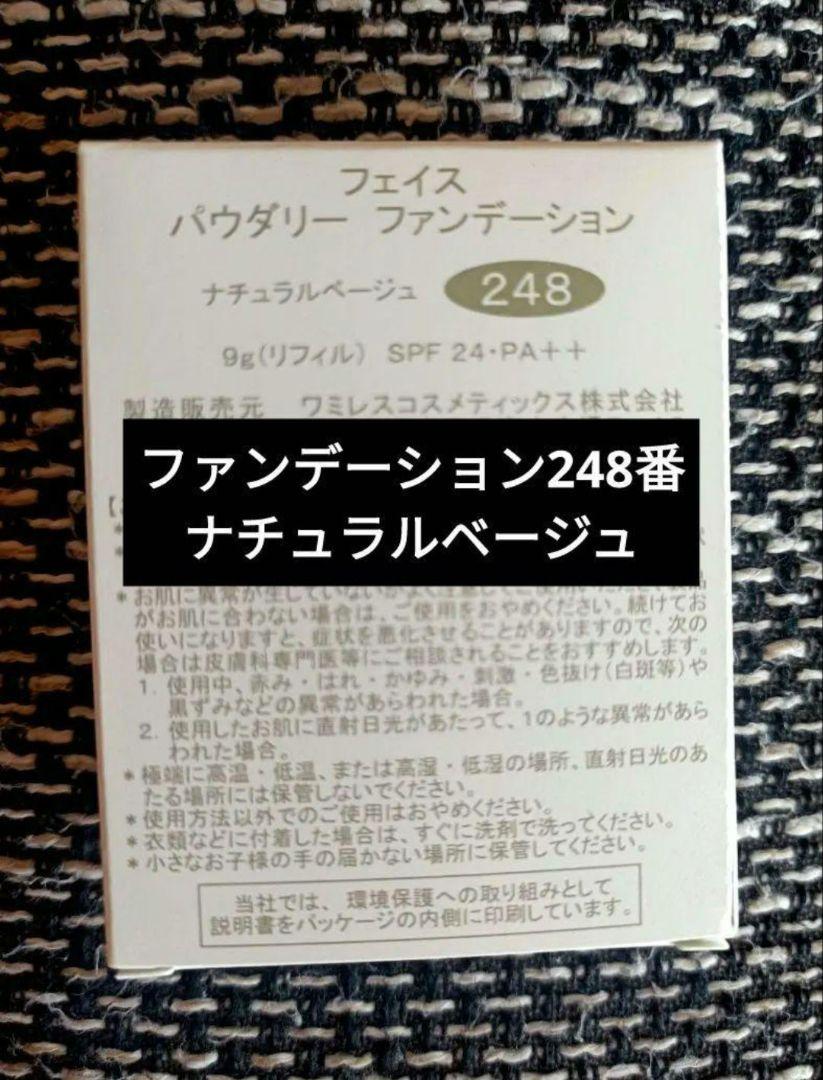 フェイス
パウダリー ファンデーション
ナチュラルベージュ 248
9g(リフィル) SPF 24・PA++
製造販売元 ワミレスコスメティックス株式会社
ファンデーション248番
ナチュラルベージュ
*お肌に異常が生じていないかよく注意してご使用ください。
がお肌に合わない場合は、ご使用をおやめください。続けてお
使いになりますと、症状を悪化させることがありますので、次の
場合は皮膚科専門医等にご相談されることをおすすめします。
1. 使用中、赤み・はれ・かゆみ・刺激・色抜け(白斑等)や
黒ずみなどの異常があらわれた場合。
2. 使用したお肌に直射日光があたって、1のような異常があら
われた場合。
*極端に高温・低温、または高湿・低湿の場所、直射日光のあ
たる場所には保管しないでください。
*使用方法以外でのご使用はおやめください。
*衣類などに付着した場合は、すぐに洗剤で洗ってください。
*小さなお子様の手の届かない場所に保管してください。
当社では、環境保護への取り組みとして
説明書をパッケージの内側に印刷しています。